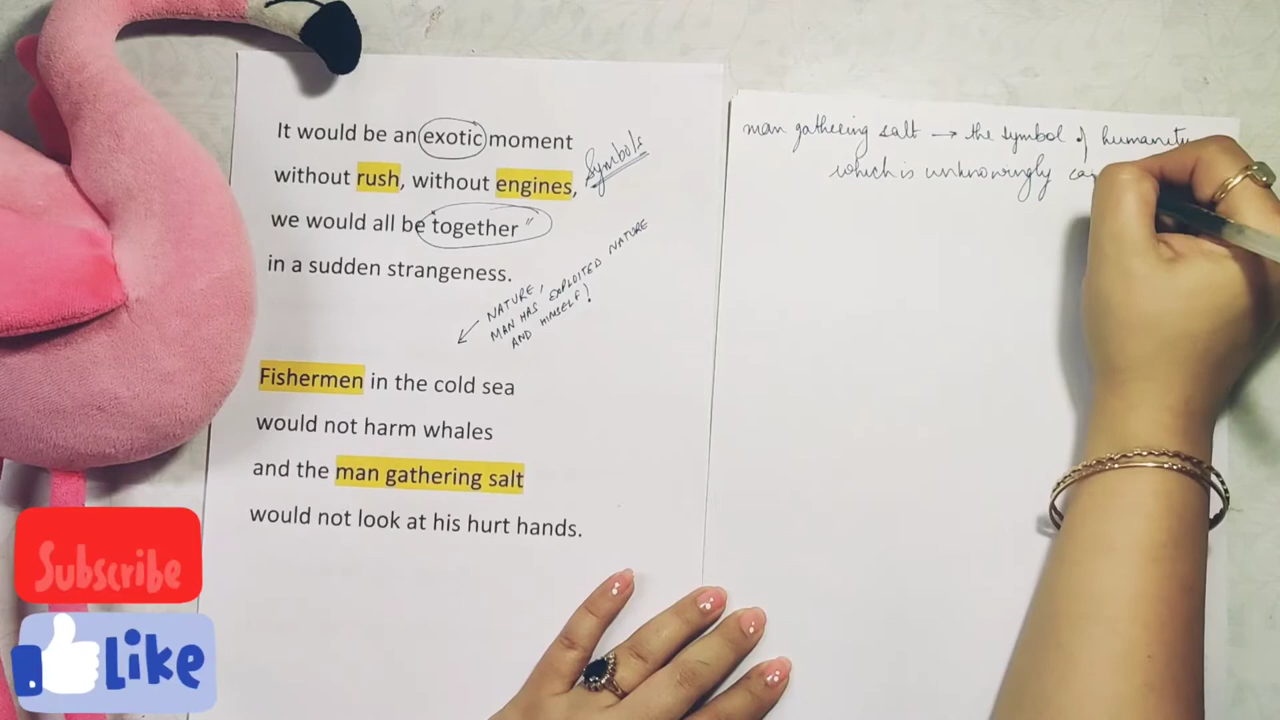 It would be an exotic moment
without rush, without engines,
we would all be together "
in a sudden strangeness.
Symbols
NATURE,
MAN HAS EXPLOITED NATURE
AND HIMSELF!
Fishermen in the cold sea
would not harm whales
and the man gathering salt
would not look at his hurt hands.
man gathering salt → the symbol of humanity
which is unknowingly
Subscribe
Like